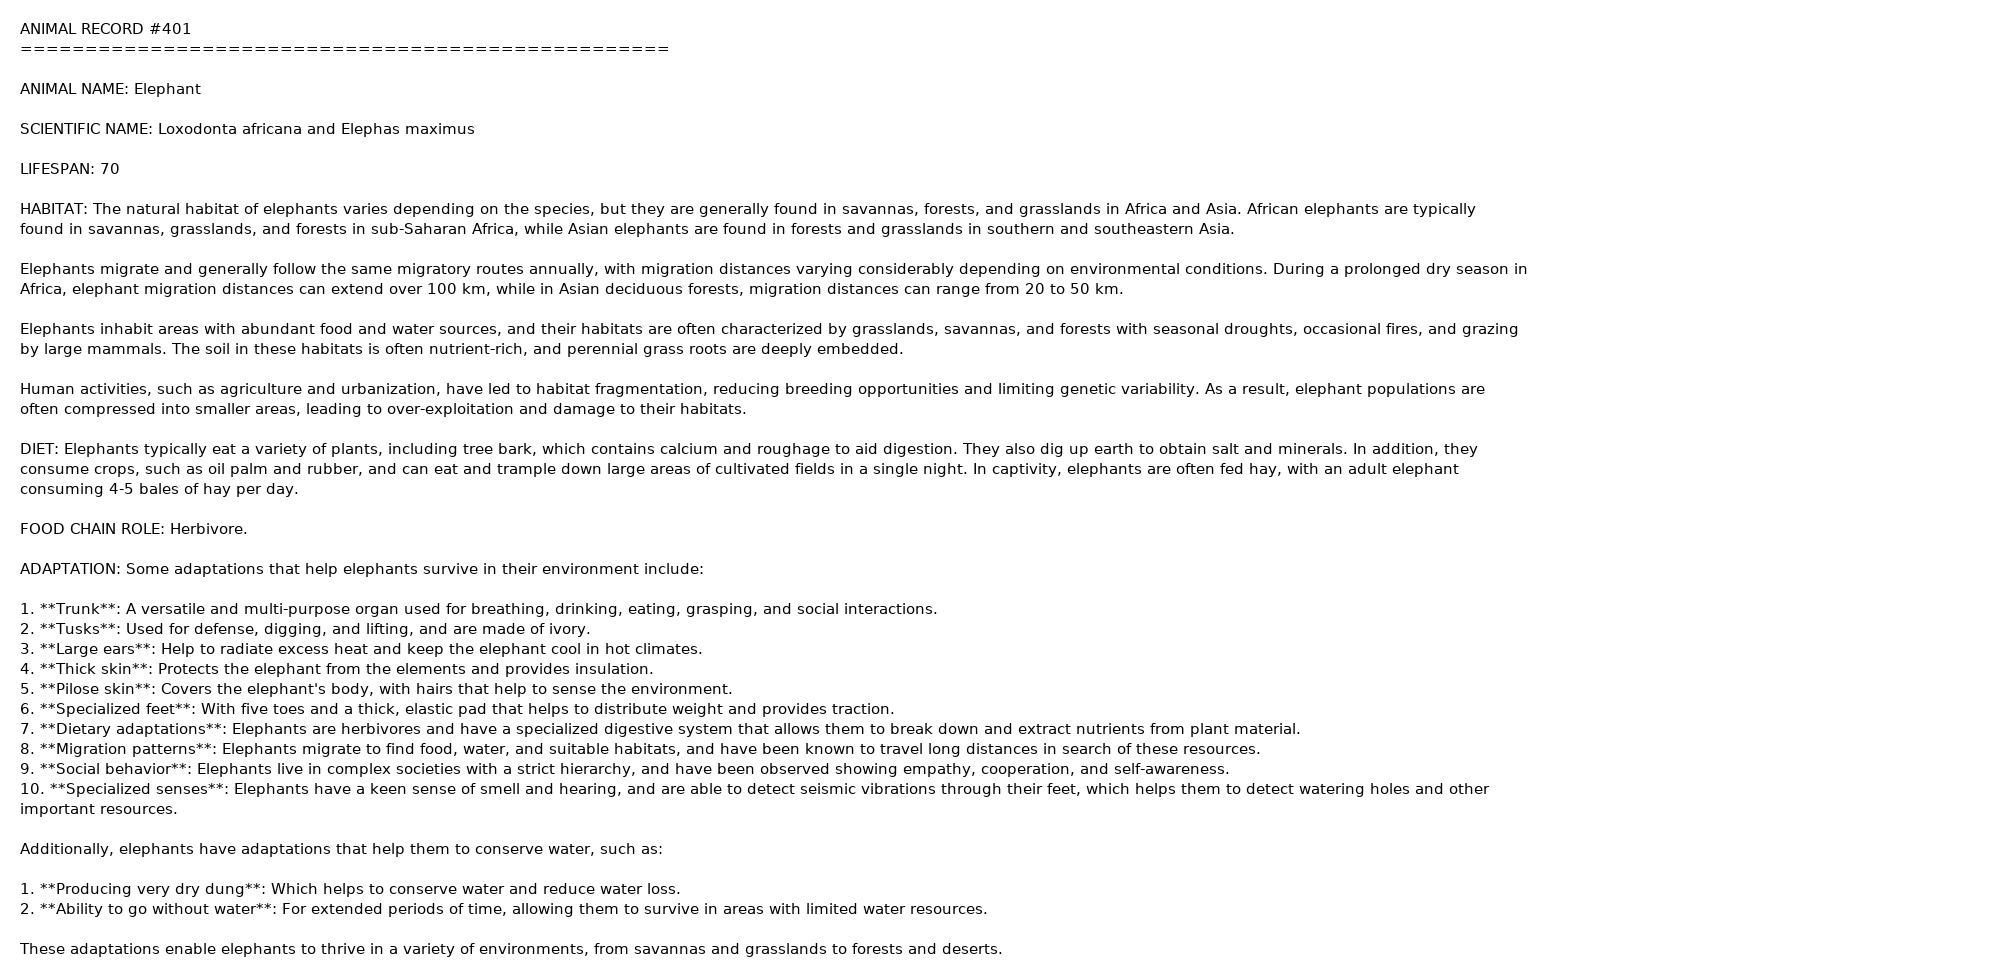 ANIMAL RECORD #401
==================================================
ANIMAL NAME: Elephant
SCIENTIFIC NAME: Loxodonta africana and Elephas maximus
LIFESPAN: 70
HABITAT: The natural habitat of elephants varies depending on the species, but they are generally found in savannas, forests, and grasslands in Africa and Asia. African elephants are typically
found in savannas, grasslands, and forests in sub-Saharan Africa, while Asian elephants are found in forests and grasslands in southern and southeastern Asia.
Elephants migrate and generally follow the same migratory routes annually, with migration distances varying considerably depending on environmental conditions. During a prolonged dry season in
Africa, elephant migration distances can extend over 100 km, while in Asian deciduous forests, migration distances can range from 20 to 50 km.
Elephants inhabit areas with abundant food and water sources, and their habitats are often characterized by grasslands, savannas, and forests with seasonal droughts, occasional fires, and grazing
by large mammals. The soil in these habitats is often nutrient-rich, and perennial grass roots are deeply embedded.
Human activities, such as agriculture and urbanization, have led to habitat fragmentation, reducing breeding opportunities and limiting genetic variability. As a result, elephant populations are
often compressed into smaller areas, leading to over-exploitation and damage to their habitats.
DIET: Elephants typically eat a variety of plants, including tree bark, which contains calcium and roughage to aid digestion. They also dig up earth to obtain salt and minerals. In addition, they
consume crops, such as oil palm and rubber, and can eat and trample down large areas of cultivated fields in a single night. In captivity, elephants are often fed hay, with an adult elephant
consuming 4-5 bales of hay per day.
FOOD CHAIN ROLE: Herbivore.
ADAPTATION: Some adaptations that help elephants survive in their environment include:
1. **Trunk**: A versatile and multi-purpose organ used for breathing, drinking, eating, grasping, and social interactions.
2. **Tusks**: Used for defense, digging, and lifting, and are made of ivory.
3. **Large ears**: Help to radiate excess heat and keep the elephant cool in hot climates.
4. **Thick skin**: Protects the elephant from the elements and provides insulation.
5. **Pilose skin**: Covers the elephant's body, with hairs that help to sense the environment.
6. **Specialized feet**: With five toes and a thick, elastic pad that helps to distribute weight and provides traction.
7. **Dietary adaptations**: Elephants are herbivores and have a specialized digestive system that allows them to break down and extract nutrients from plant material.
8. **Migration patterns**: Elephants migrate to find food, water, and suitable habitats, and have been known to travel long distances in search of these resources.
9. **Social behavior**: Elephants live in complex societies with a strict hierarchy, and have been observed showing empathy, cooperation, and self-awareness.
10. **Specialized senses**: Elephants have a keen sense of smell and hearing, and are able to detect seismic vibrations through their feet, which helps them to detect watering holes and other
important resources.
Additionally, elephants have adaptations that help them to conserve water, such as:
1. **Producing very dry dung**: Which helps to conserve water and reduce water loss.
2. **Ability to go without water**: For extended periods of time, allowing them to survive in areas with limited water resources.
These adaptations enable elephants to thrive in a variety of environments, from savannas and grasslands to forests and deserts.